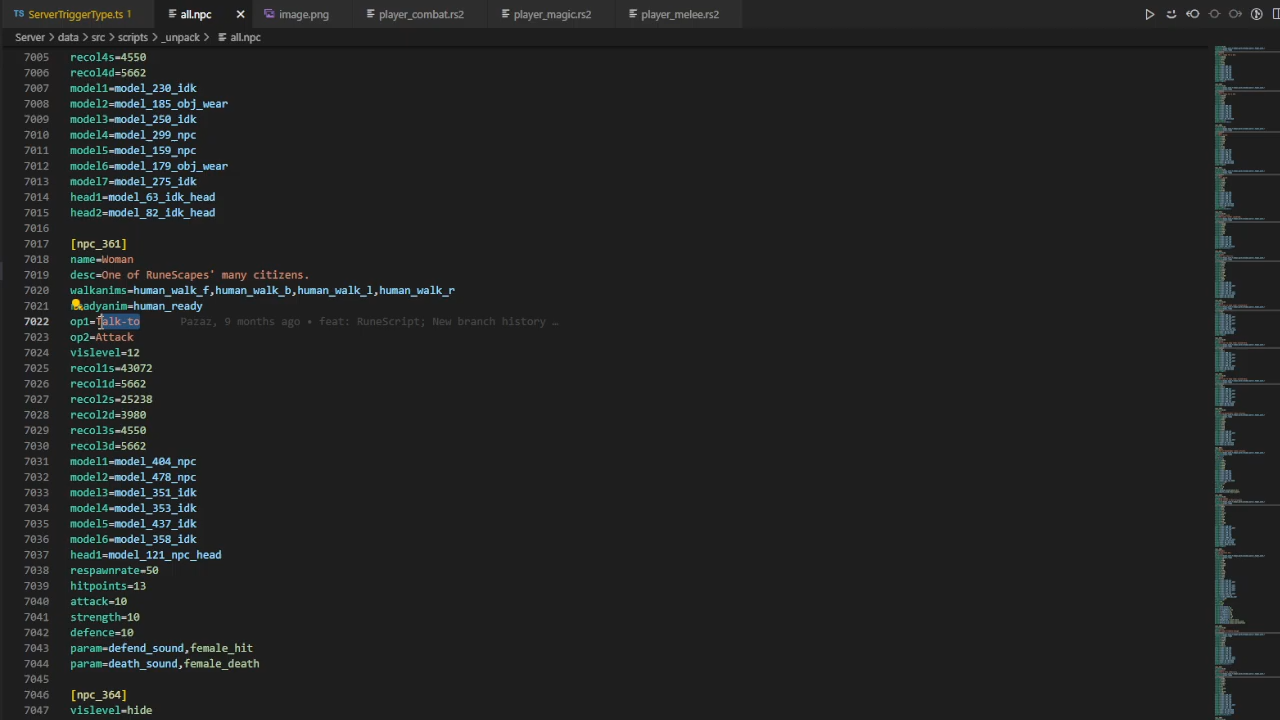 ServerTriggerType.ts 1 all.npc image.png player_combat.rs2 player_magic.rs2 player_melee.rs2
Server > data > src > scripts > _unpack > all.npc
7005 recol4s=4550
7006 recol4d=5662
7007 model1=model_230_idk
7008 model2=model_185_obj_wear
7009 model3=model_250_idk
7010 model4=model_299_npc
7011 model5=model_159_npc
7012 model6=model_179_obj_wear
7013 model7=model_275_idk
7014 head1=model_63_idk_head
7015 head2=model_82_idk_head
7016
7017 [npc_361]
7018 name=Woman
7019 desc=One of RuneScapes' many citizens.
7020 walkanims=human_walk_f,human_walk_b,human_walk_l,human_walk_r
7021 readyanim=human_ready
7022 op1=Talk-to Pazaz, 9 months ago • feat: RuneScript; New branch history …
7023 op2=Attack
7024 vislevel=12
7025 recol1s=43072
7026 recol1d=5662
7027 recol2s=25238
7028 recol2d=3980
7029 recol3s=4550
7030 recol3d=5662
7031 model1=model_404_npc
7032 model2=model_478_npc
7033 model3=model_351_idk
7034 model4=model_353_idk
7035 model5=model_437_idk
7036 model6=model_358_idk
7037 head1=model_121_npc_head
7038 respawnrate=50
7039 hitpoints=13
7040 attack=10
7041 strength=10
7042 defence=10
7043 param=defend_sound,female_hit
7044 param=death_sound,female_death
7045
7046 [npc_364]
7047 vislevel=hide